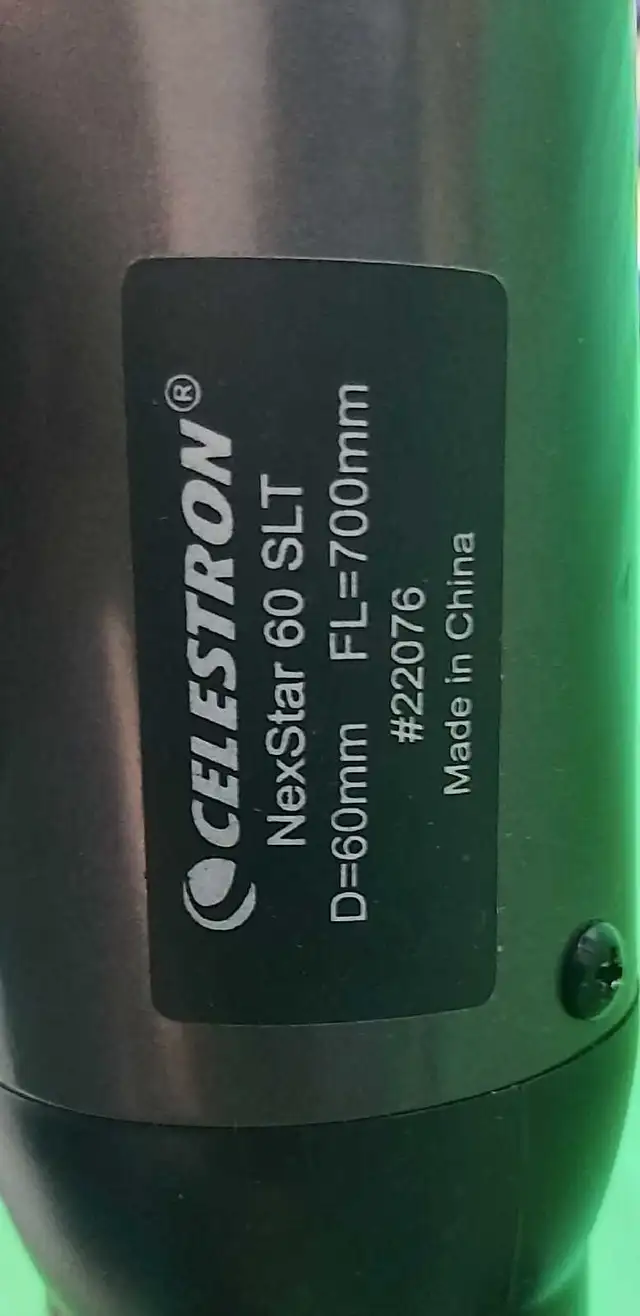 CELESTRON®
NexStar 60 SLT
D=60mm FL=700mm
#22076
Made in China